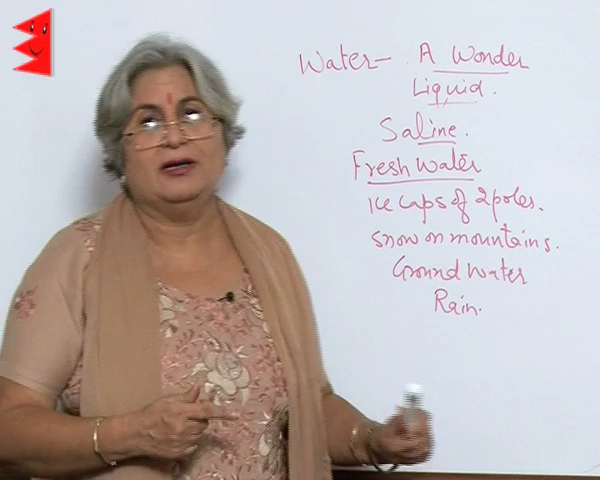 Water- A Wonder
Liquid.
Saline.
Fresh Water
Ice caps of 2 poles.
Snow on mountains.
Ground Water
Rain.